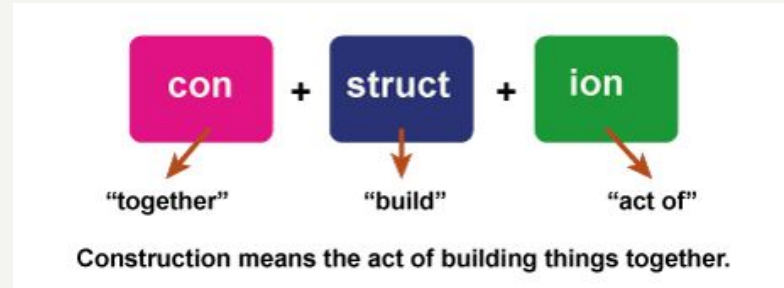 con + struct + ion
“together” “build” “act of”
Construction means the act of building things together.